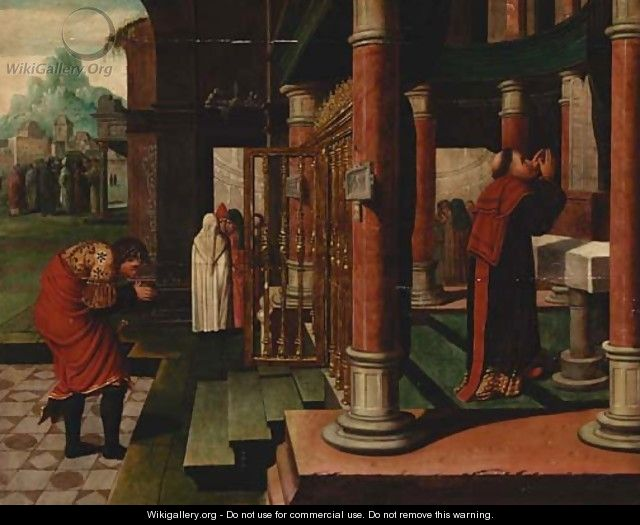 WikiGallery.Org
Wikigallery.org - Do not use for commercial use. Do not remove this warning.